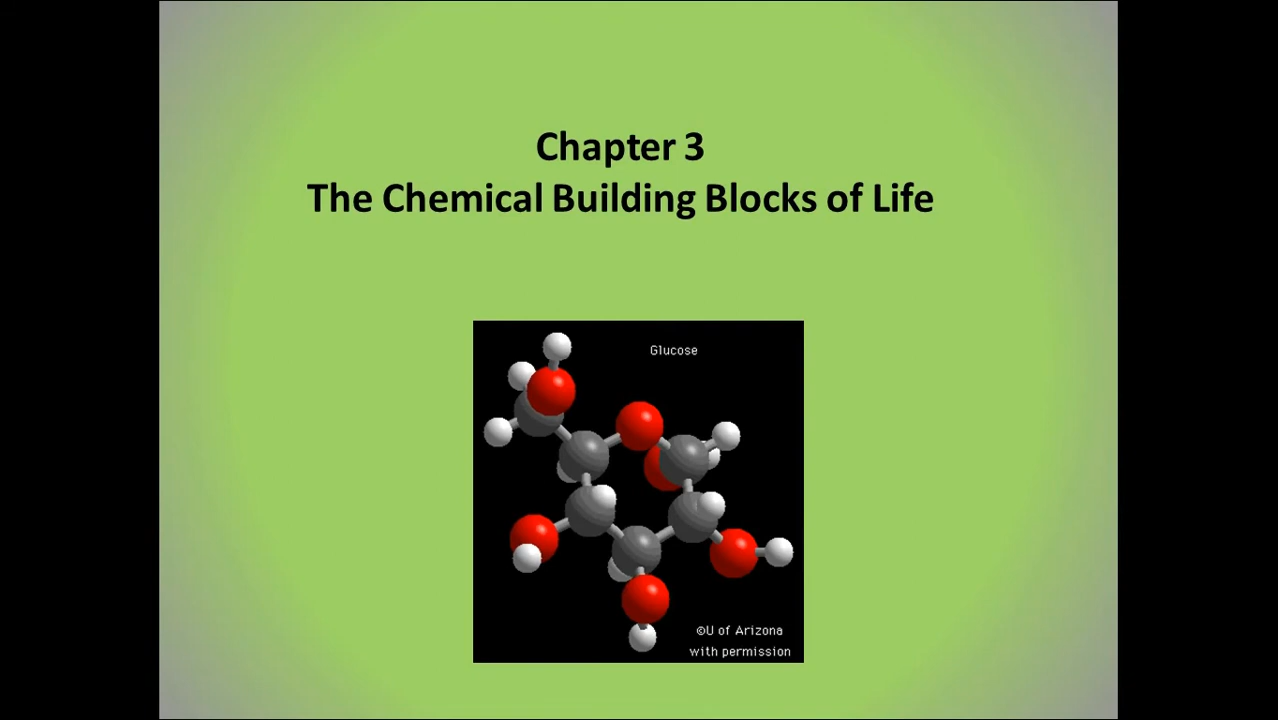 Chapter 3
The Chemical Building Blocks of Life
Glucose
©U of Arizona
with permission